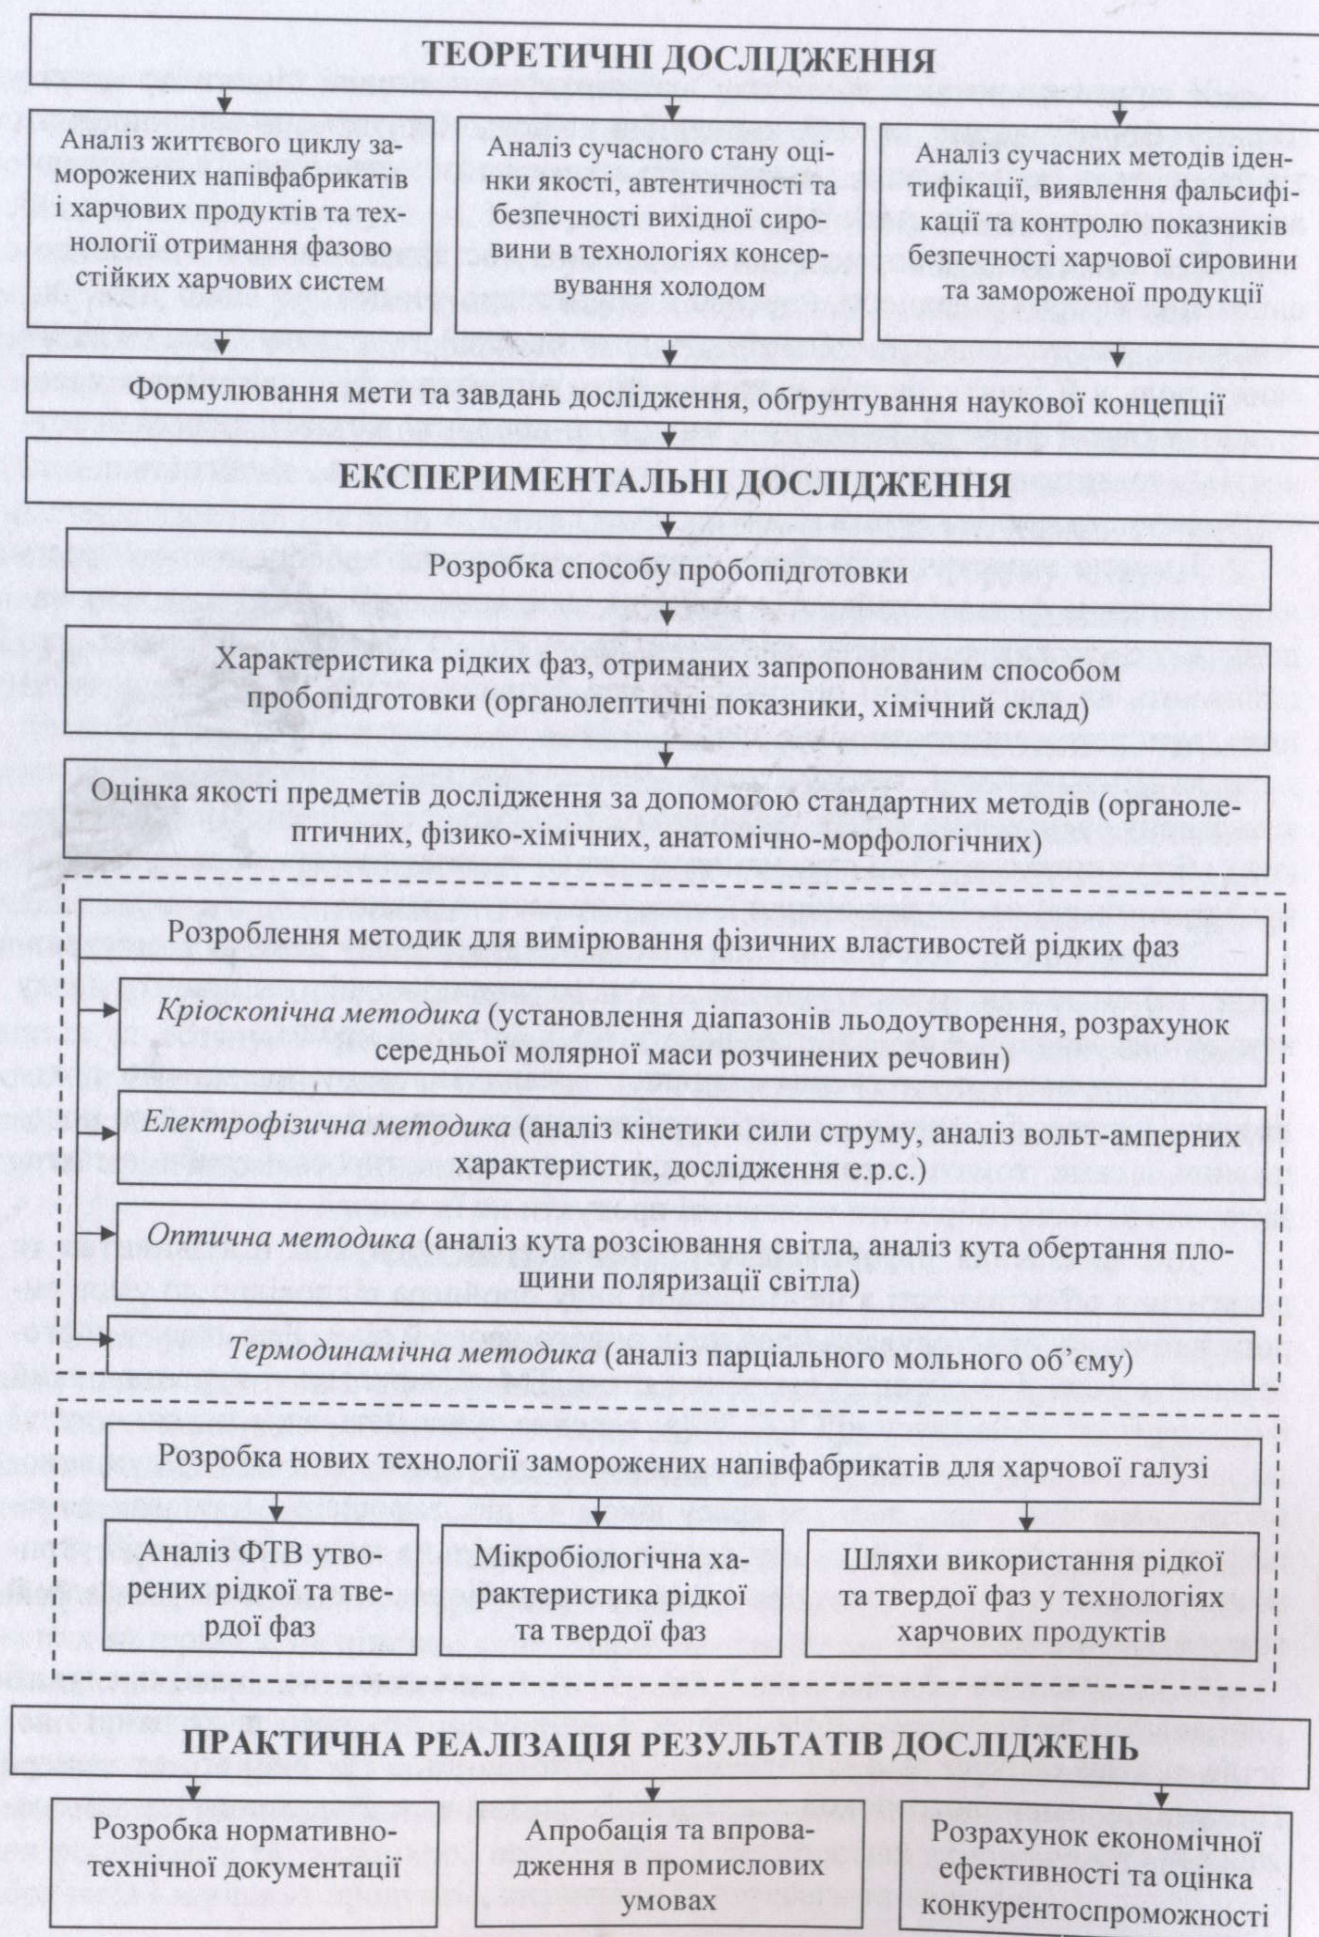 ТЕОРЕТИЧНІ ДОСЛІДЖЕННЯ
Аналіз життєвого циклу за-
морожених напівфабрикатів
і харчових продуктів та тех-
нології отримання фазово
стійких харчових систем
Аналіз сучасного стану оці-
нки якості, автентичності та
безпечності вихідної сиро-
вини в технологіях консер-
вування холодом
Аналіз сучасних методів іден-
тифікації, виявлення фальсифі-
кації та контролю показників
безпечності харчової сировини
та замороженої продукції
Формулювання мети та завдань дослідження, обґрунтування наукової концепції
ЕКСПЕРИМЕНТАЛЬНІ ДОСЛІДЖЕННЯ
Розробка способу пробопідготовки
Характеристика рідких фаз, отриманих запропонованим способом
пробопідготовки (органолептичні показники, хімічний склад)
Оцінка якості предметів дослідження за допомогою стандартних методів (органоле-
птичних, фізико-хімічних, анатомічно-морфологічних)
Розроблення методик для вимірювання фізичних властивостей рідких фаз
Кріоскопічна методика (установлення діапазонів льодоутворення, розрахунок
середньої молярної маси розчинених речовин)
Електрофізична методика (аналіз кінетики сили струму, аналіз вольт-амперних
характеристик, дослідження е.р.с.)
Оптична методика (аналіз кута розсіювання світла, аналіз кута обертання пло-
щини поляризації світла)
Термодинамічна методика (аналіз парціального мольного об’єму)
Розробка нових технології заморожених напівфабрикатів для харчової галузі
Аналіз ФТВ утво-
рених рідкої та тве-
рдої фаз
Мікробіологічна ха-
рактеристика рідкої
та твердої фаз
Шляхи використання рідкої
та твердої фаз у технологіях
харчових продуктів
ПРАКТИЧНА РЕАЛІЗАЦІЯ РЕЗУЛЬТАТІВ ДОСЛІДЖЕНЬ
Розробка нормативно-
технічної документації
Апробація та впрова-
дження в промислових
умовах
Розрахунок економічної
ефективності та оцінка
конкурентоспроможності